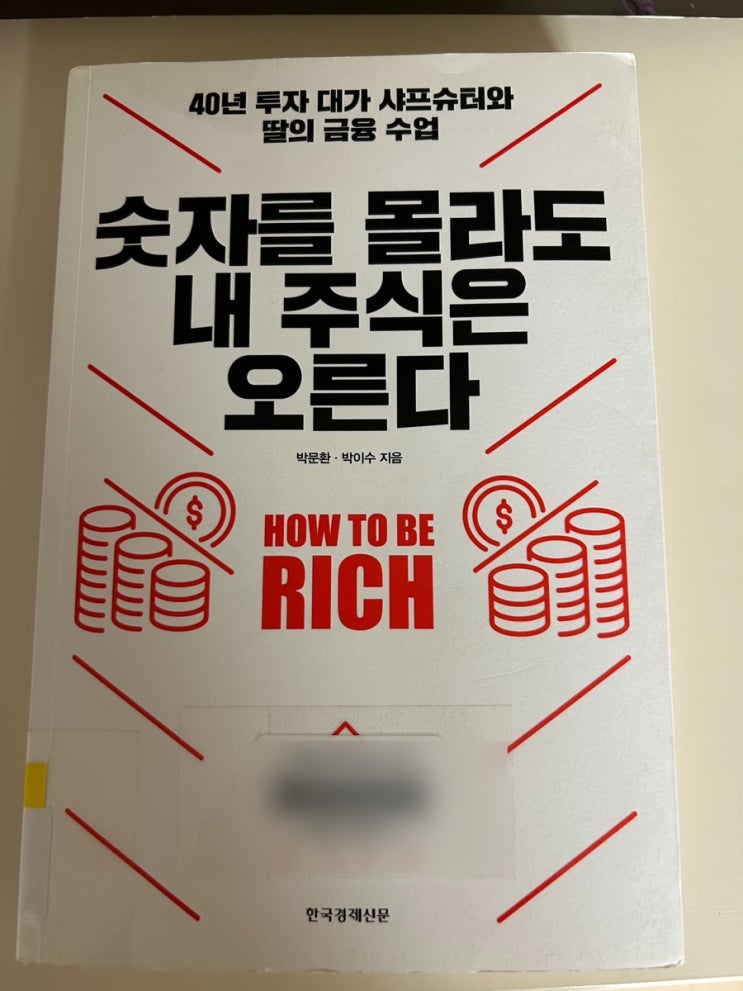 40년 투자 대가 샤프슈터와
딸의 금융 수업
숫자를 몰라도
내 주식은
오른다
박문환 · 박이수 지음
$
$
HOW TO BE
RICH
한국경제신문